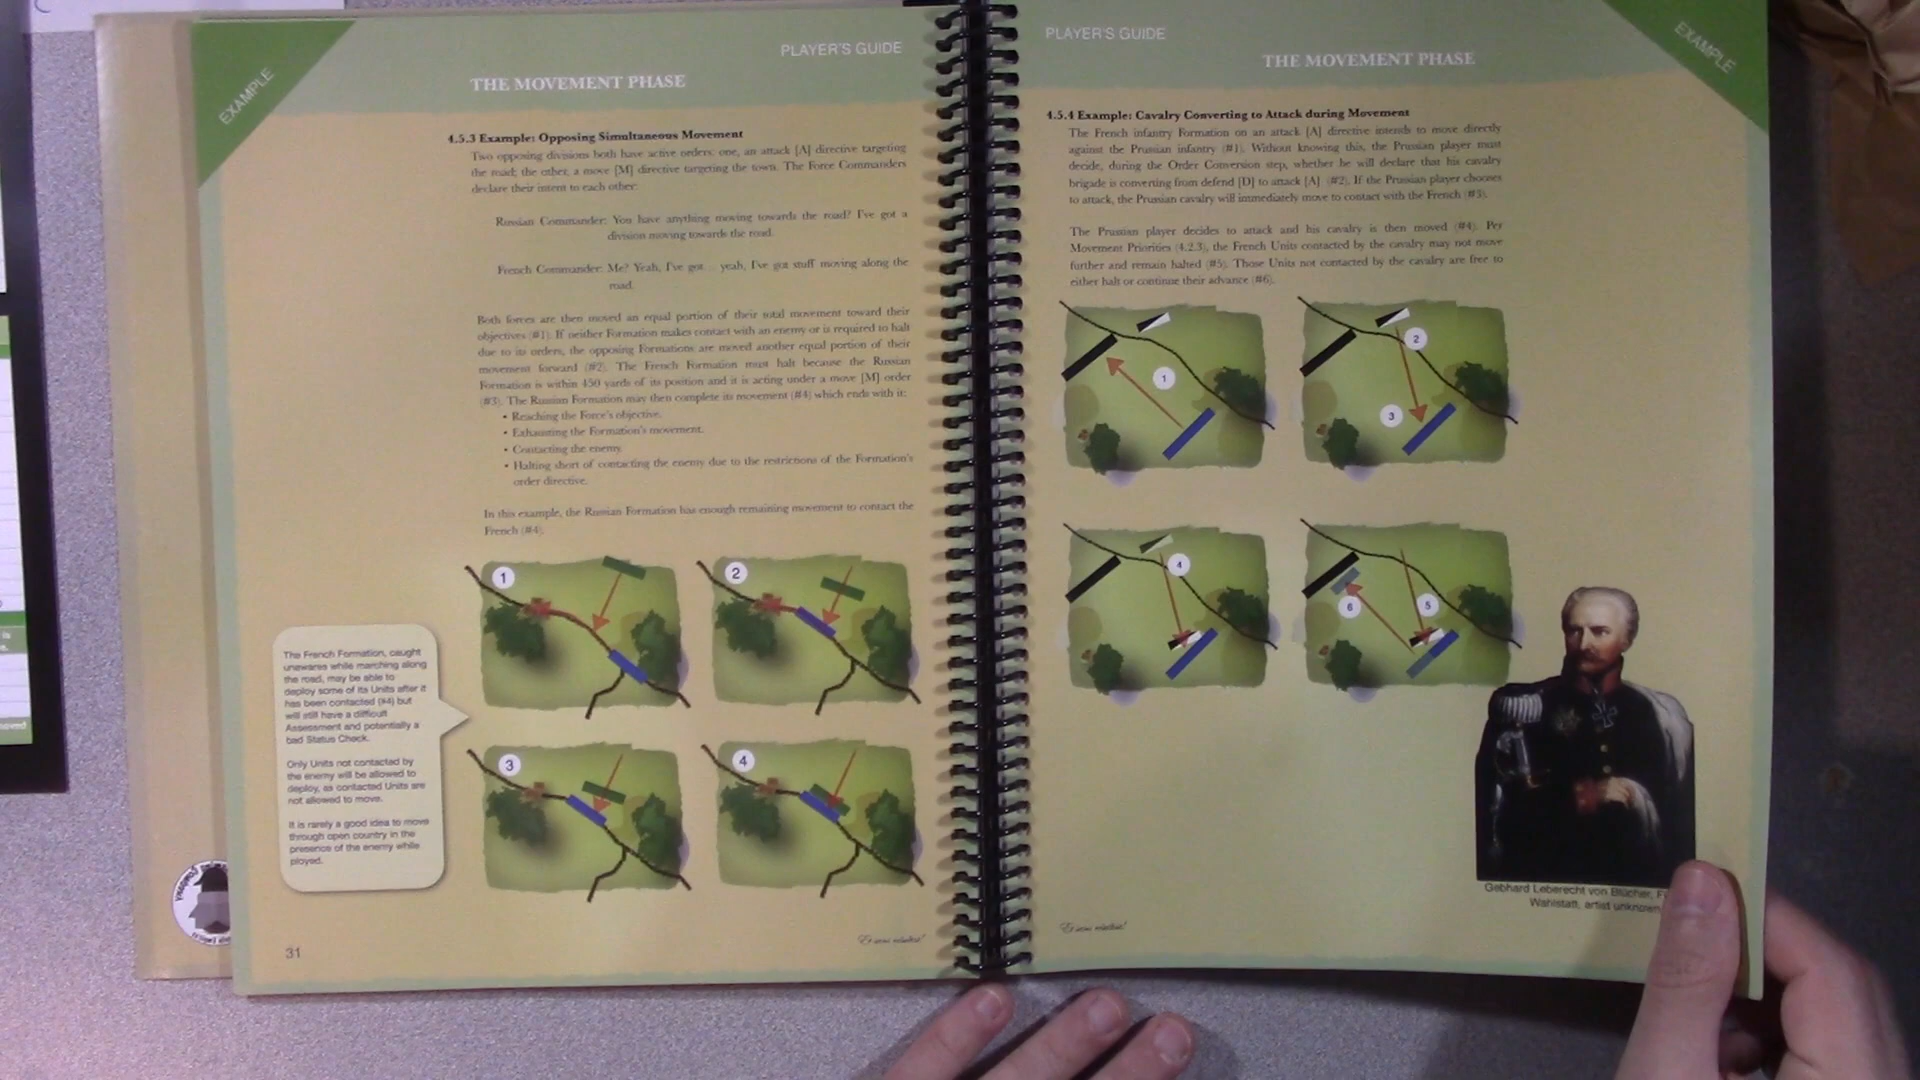 EXAMPLE
PLAYER'S GUIDE
THE MOVEMENT PHASE
4.5.3 Example: Opposing Simultaneous Movement
Two opposing divisions both have active orders: one, an attack [A] directive targeting
the road; the other, a move [M] directive targeting the town. The Force Commanders
declare their intent to each other:
Russian Commander: You have anything moving towards the road? I've got a
division moving towards the road.
French Commander: Me? Yeah, I've got... yeah, I've got stuff moving along the
road.
Both forces are then moved an equal portion of their total movement toward their
objectives (#1). If neither Formation makes contact with an enemy or is required to halt
due to its orders, the opposing Formations are moved another equal portion of their
movement forward (#2). The French Formation must halt because the Russian
Formation is within 450 yards of its position and it is acting under a move [M] order
(#3). The Russian Formation may then complete its movement (#4) which ends with it:
• Reaching the Force's objective.
• Exhausting the Formation's movement.
• Contacting the enemy.
• Halting short of contacting the enemy due to the restrictions of the Formation's
order directive.
In this example, the Russian Formation has enough remaining movement to contact the
French (#4).
1
2
3
4
The French Formation, caught
unawares while marching along
the road, may be able to
deploy some of its Units after it
has been contacted (#4) but
will still have a difficult
Assessment and potentially a
bad Status Check.
Only Units not contacted by
the enemy will be allowed to
deploy, as contacted Units are
not allowed to move.
It is rarely a good idea to move
through open country in the
presence of the enemy while
ployed.
31
PLAYER'S GUIDE
THE MOVEMENT PHASE
EXAMPLE
4.5.4 Example: Cavalry Converting to Attack during Movement
The French infantry Formation on an attack [A] directive intends to move directly
against the Prussian infantry (#1). Without knowing this, the Prussian player must
decide, during the Order Conversion step, whether he will declare that his cavalry
brigade is converting from defend [D] to attack [A] (#2). If the Prussian player chooses
to attack, the Prussian cavalry will immediately move to contact with the French (#3).
The Prussian player decides to attack and his cavalry is then moved (#4). Per
Movement Priorities (4.2.3), the French Units contacted by the cavalry may not move
further and remain halted (#5). Those Units not contacted by the cavalry are free to
either halt or continue their advance (#6).
1
2
3
4
5
6
Gebhard Leberecht von Blücher,
Wahlstatt, artist unknown